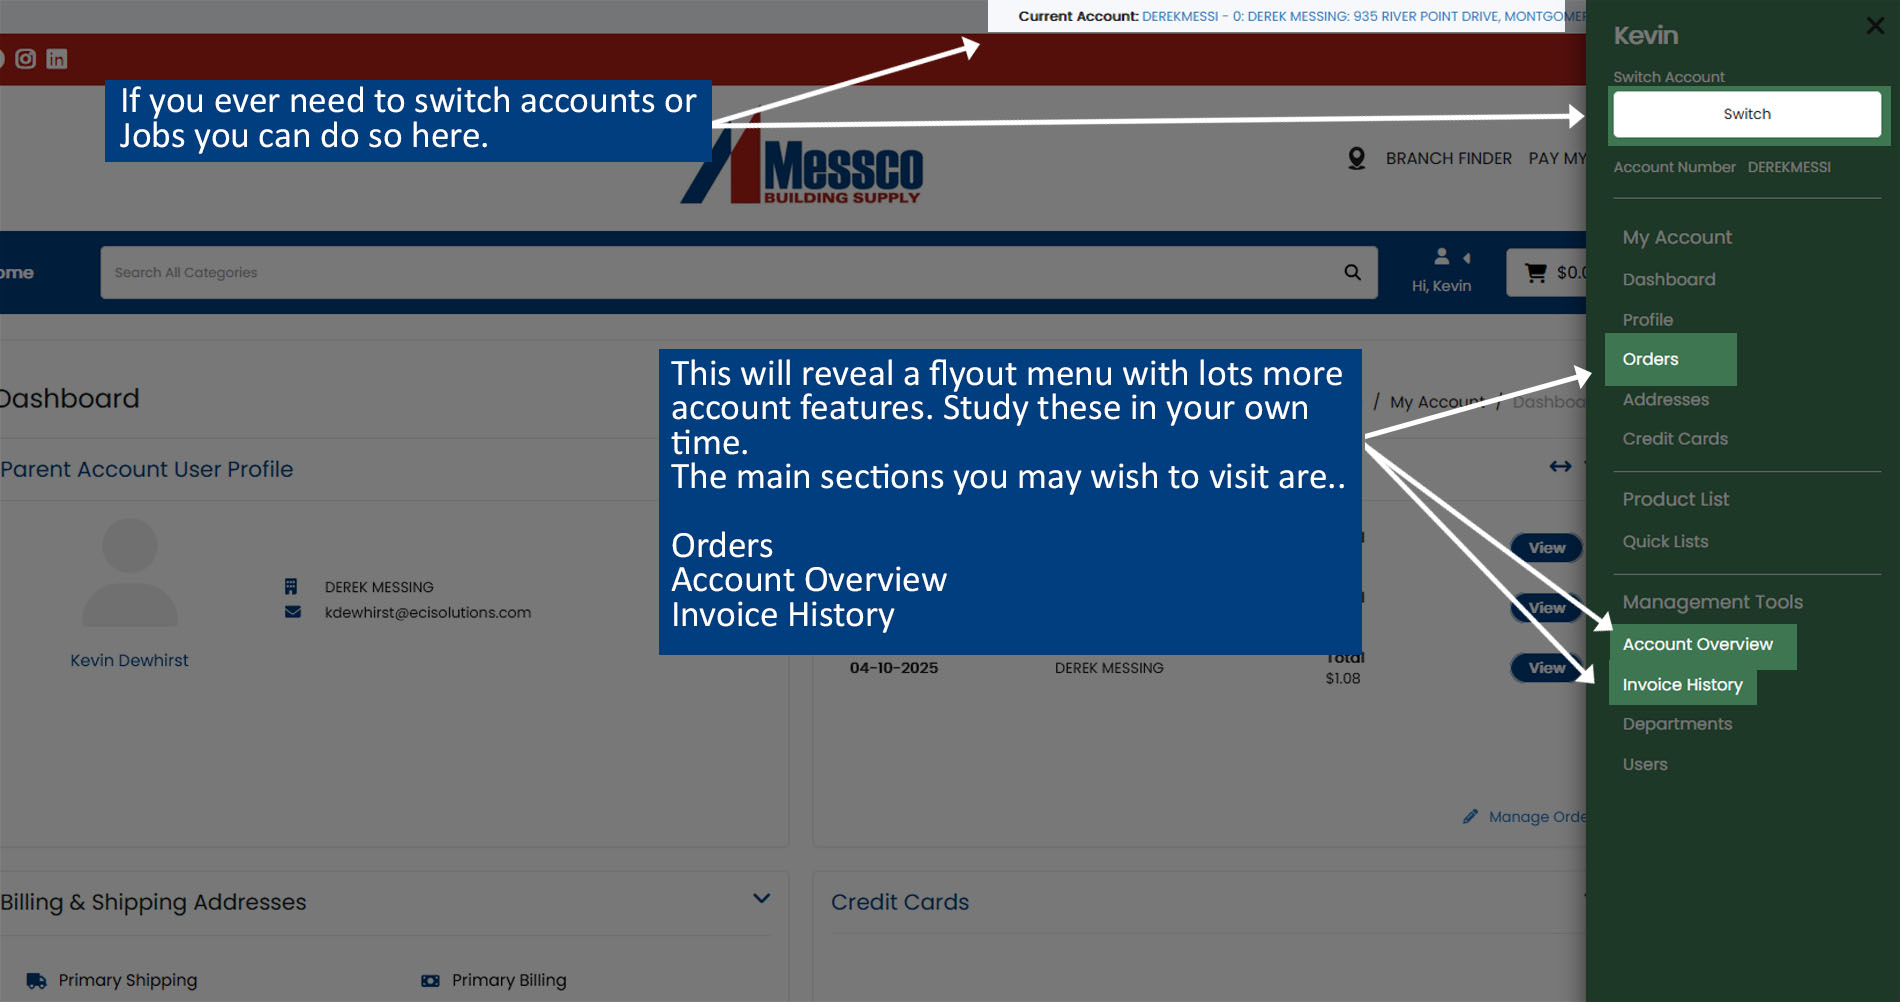 Current Account: DEREKMESSI - 0: DEREK MESSING: 935 RIVER POINT DRIVE,
Kevin
Switch Account
Switch
Account Number DEREKMESSI
If you ever need to switch accounts or
Jobs you can do so here.
Messco
BUILDING SUPPLY
BRANCH FINDER PAY MY
Search All Categories
Hi, Kevin
My Account
Dashboard
Profile
Orders
Addresses
Credit Cards
Product List
Quick Lists
Management Tools
Account Overview
Invoice History
Departments
Users
Dashboard
/ My Account /
This will reveal a flyout menu with lots more
account features. Study these in your own
time.
The main sections you may wish to visit are..
Orders
Account Overview
Invoice History
Parent Account User Profile
DEREK MESSING
kdewhirst@ecisolutions.com
Kevin Dewhirst
View
View
04-10-2025 DEREK MESSING Total
$1.08
View
Manage
Billing & Shipping Addresses
Primary Shipping
Primary Billing
Credit Cards